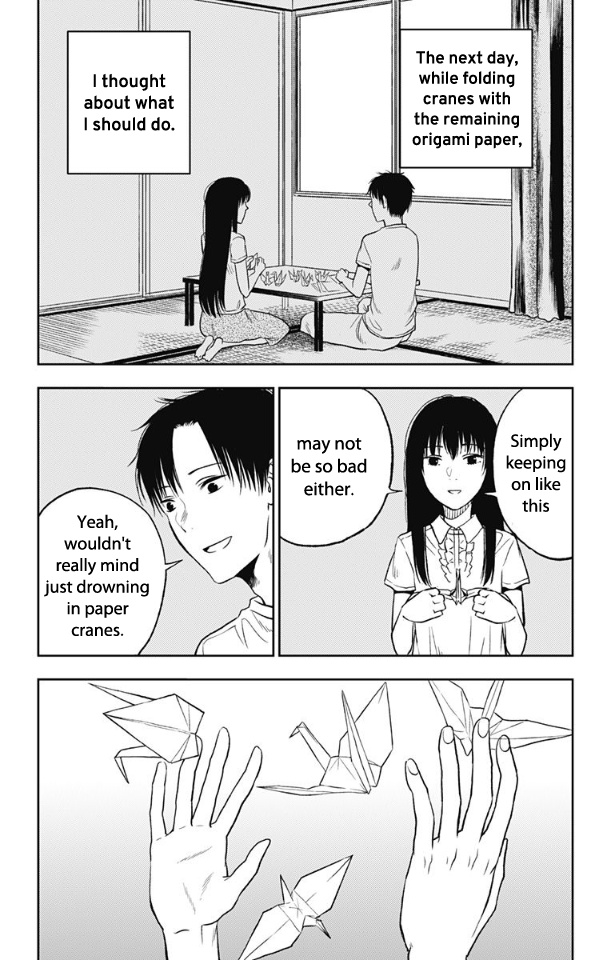 The next day,
while folding
cranes with
the remaining
origami paper,
I thought
about what
I should do.
Simply
keeping
on like
this
may not
be so bad
either.
Yeah,
wouldn't
really mind
just drowning
in paper
cranes.